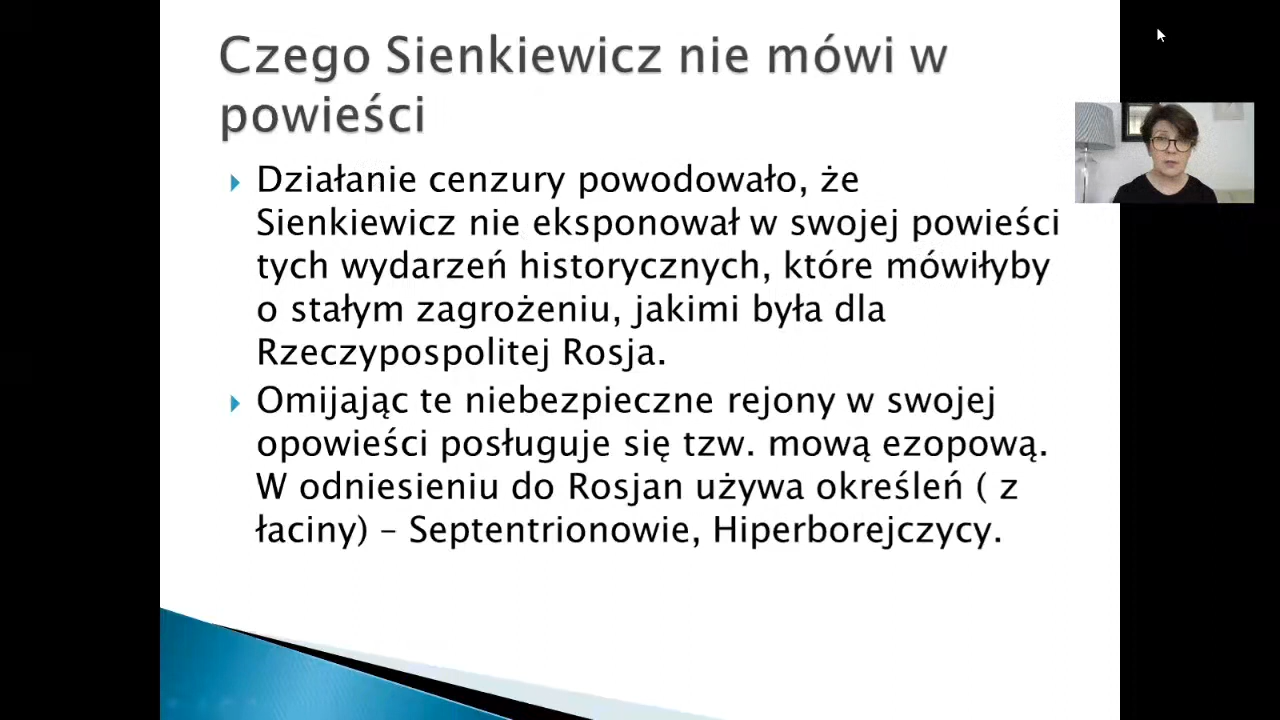 Czego Sienkiewicz nie mówi w
powieści
Działanie cenzury powodowało, że
Sienkiewicz nie eksponował w swojej powieści
tych wydarzeń historycznych, które mówiłyby
o stałym zagrożeniu, jakimi była dla
Rzeczypospolitej Rosja.
Omijając te niebezpieczne rejony w swojej
opowieści posługuje się tzw. mową ezopową.
W odniesieniu do Rosjan używa określeń ( z
łaciny) – Septentrionowie, Hiperborejczycy.